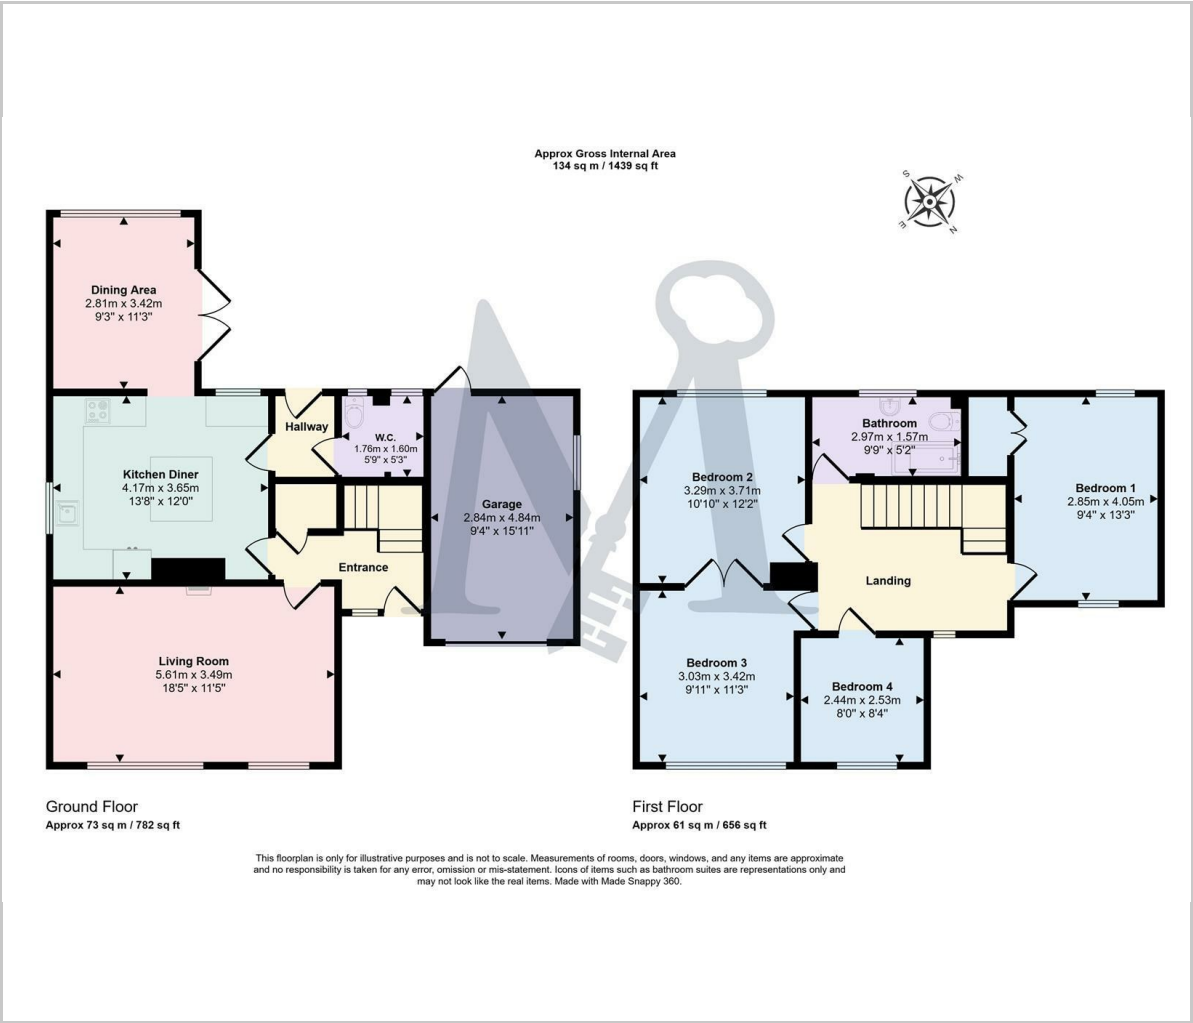 Approx Gross Internal Area
134 sq m / 1439 sq ft
S
W
E
N
Dining Area
2.81m x 3.42m
9'3" x 11'3"
Hallway
W.C.
1.76m x 1.60m
5'9" x 5'3"
Kitchen Diner
4.17m x 3.65m
13'8" x 12'0"
Garage
2.84m x 4.84m
9'4" x 15'11"
Entrance
Living Room
5.61m x 3.49m
18'5" x 11'5"
Bathroom
2.97m x 1.57m
9'9" x 5'2"
Bedroom 2
3.29m x 3.71m
10'10" x 12'2"
Bedroom 1
2.85m x 4.05m
9'4" x 13'3"
Landing
Bedroom 3
3.03m x 3.42m
9'11" x 11'3"
Bedroom 4
2.44m x 2.53m
8'0" x 8'4"
Ground Floor
Approx 73 sq m / 782 sq ft
First Floor
Approx 61 sq m / 656 sq ft
This floorplan is only for illustrative purposes and is not to scale. Measurements of rooms, doors, windows, and any items are approximate
and no responsibility is taken for any error, omission or mis-statement. Icons of items such as bathroom suites are representations only and
may not look like the real items. Made with Made Snappy 360.